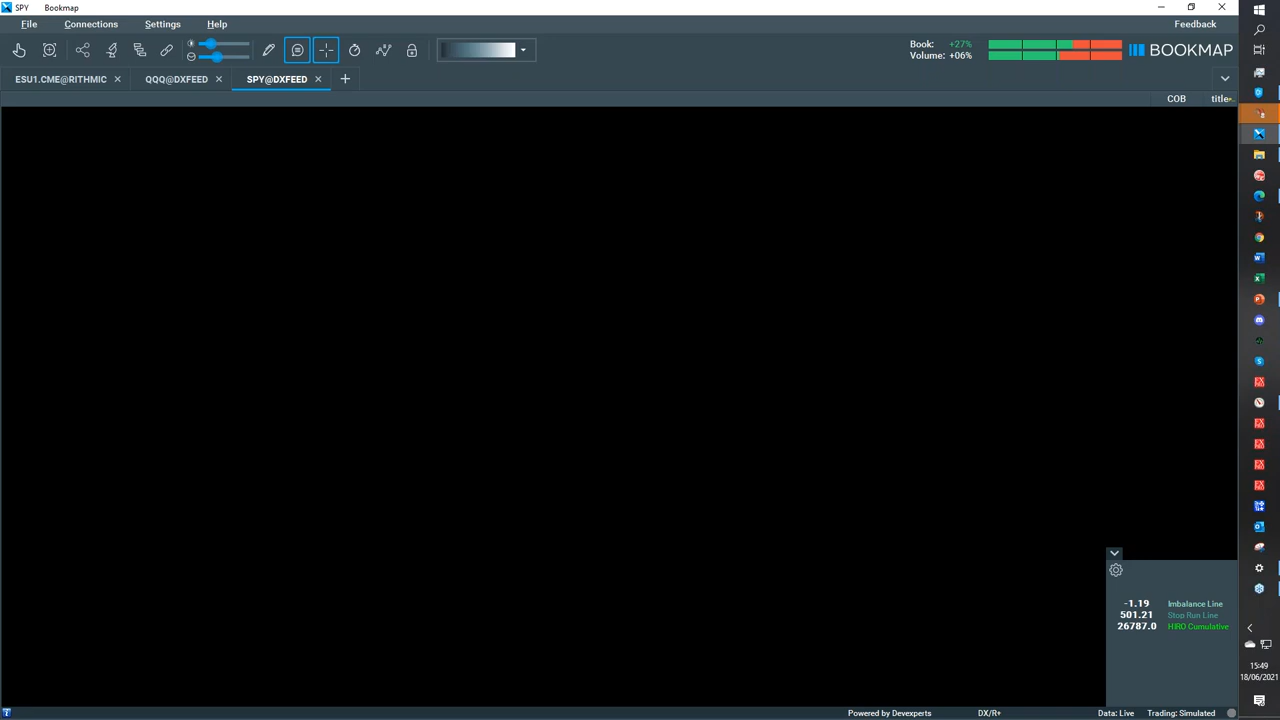 SPY Bookmap
File Connections Settings Help Feedback
Book: +27%
Volume: +06%
BOOKMAP
ESU1.CME@RITHMIC QQQ@DXFEED SPY@DXFEED
COB title
-1.19 Imbalance Line
501.21 Stop Run Line
26787.0 HIRO Cumulative
15:49
18/06/2021
Powered by Devexperts DX/R+ Data: Live Trading: Simulated